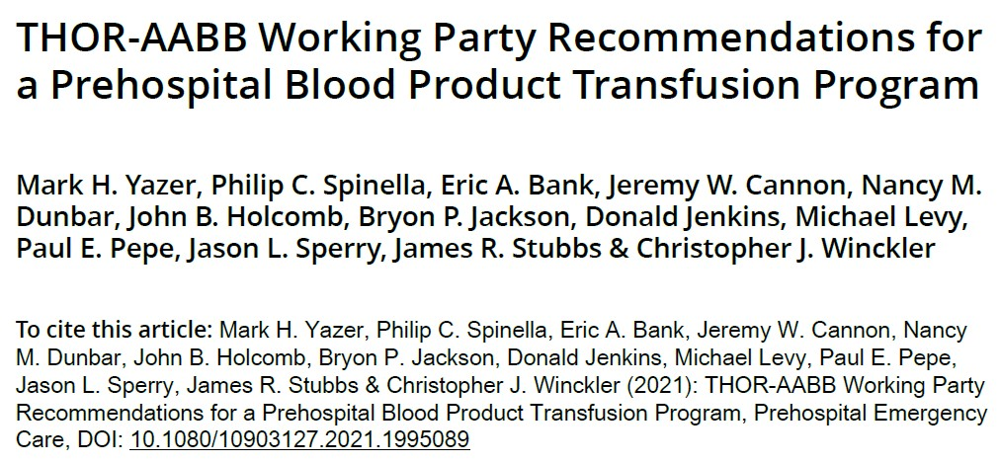 THOR-AABB Working Party Recommendations for
a Prehospital Blood Product Transfusion Program
Mark H. Yazer, Philip C. Spinella, Eric A. Bank, Jeremy W. Cannon, Nancy M.
Dunbar, John B. Holcomb, Bryon P. Jackson, Donald Jenkins, Michael Levy,
Paul E. Pepe, Jason L. Sperry, James R. Stubbs & Christopher J. Winckler
To cite this article: Mark H. Yazer, Philip C. Spinella, Eric A. Bank, Jeremy W. Cannon, Nancy
M. Dunbar, John B. Holcomb, Bryon P. Jackson, Donald Jenkins, Michael Levy, Paul E. Pepe,
Jason L. Sperry, James R. Stubbs & Christopher J. Winckler (2021): THOR-AABB Working Party
Recommendations for a Prehospital Blood Product Transfusion Program, Prehospital Emergency
Care, DOI: 10.1080/10903127.2021.1995089